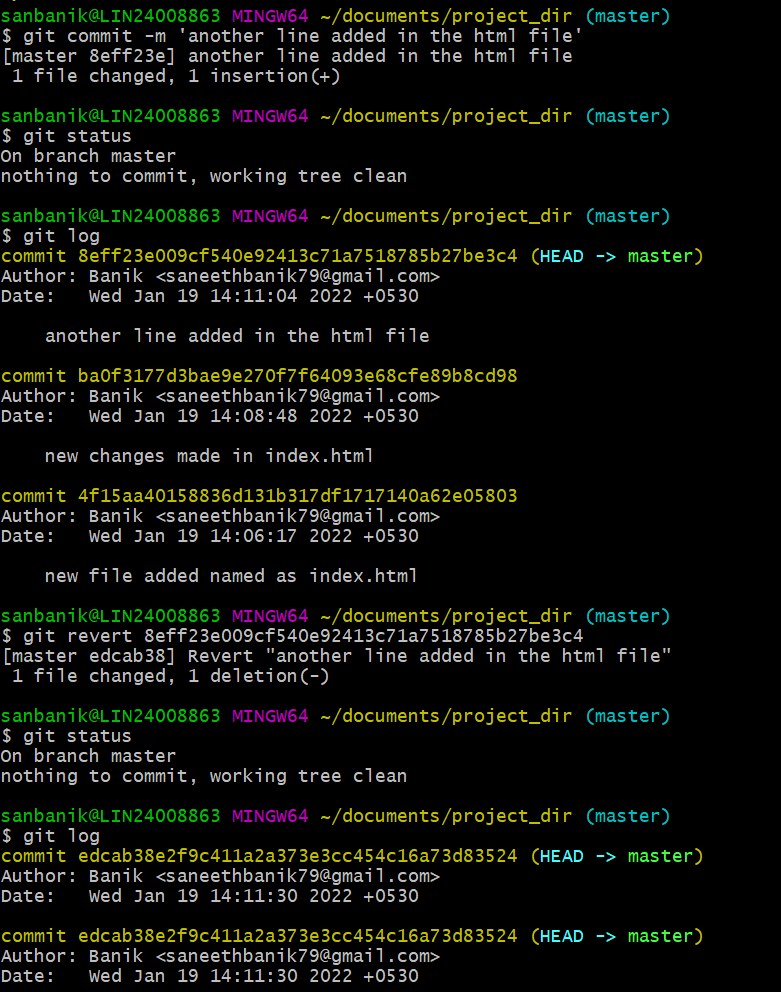 sanbanik@LIN24008863 MINGW64 ~/documents/project_dir (master)
$ git commit -m 'another line added in the html file'
[master 8eff23e] another line added in the html file
 1 file changed, 1 insertion(+)
sanbanik@LIN24008863 MINGW64 ~/documents/project_dir (master)
$ git status
On branch master
nothing to commit, working tree clean
sanbanik@LIN24008863 MINGW64 ~/documents/project_dir (master)
$ git log
commit 8eff23e009cf540e92413c71a7518785b27be3c4 (HEAD -> master)
Author: Banik <saneethbanik79@gmail.com>
Date:   Wed Jan 19 14:11:04 2022 +0530
    another line added in the html file
commit ba0f3177d3bae9e270f7f64093e68cfe89b8cd98
Author: Banik <saneethbanik79@gmail.com>
Date:   Wed Jan 19 14:08:48 2022 +0530
    new changes made in index.html
commit 4f15aa40158836d131b317df1717140a62e05803
Author: Banik <saneethbanik79@gmail.com>
Date:   Wed Jan 19 14:06:17 2022 +0530
    new file added named as index.html
sanbanik@LIN24008863 MINGW64 ~/documents/project_dir (master)
$ git revert 8eff23e009cf540e92413c71a7518785b27be3c4
[master edcab38] Revert "another line added in the html file"
 1 file changed, 1 deletion(-)
sanbanik@LIN24008863 MINGW64 ~/documents/project_dir (master)
$ git status
On branch master
nothing to commit, working tree clean
sanbanik@LIN24008863 MINGW64 ~/documents/project_dir (master)
$ git log
commit edcab38e2f9c411a2a373e3cc454c16a73d83524 (HEAD -> master)
Author: Banik <saneethbanik79@gmail.com>
Date:   Wed Jan 19 14:11:30 2022 +0530
commit edcab38e2f9c411a2a373e3cc454c16a73d83524 (HEAD -> master)
Author: Banik <saneethbanik79@gmail.com>
Date:   Wed Jan 19 14:11:30 2022 +0530